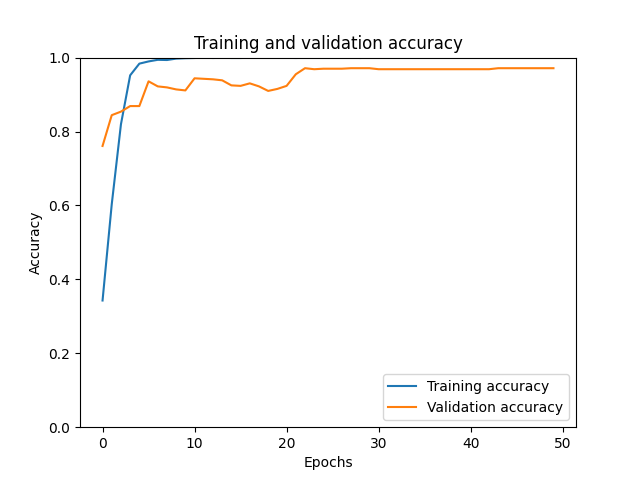 Training and validation accuracy
1.0
0.8
0.6
0.4
0.2
0.0
Accuracy
0 10 20 30 40 50
Epochs
Training accuracy
Validation accuracy